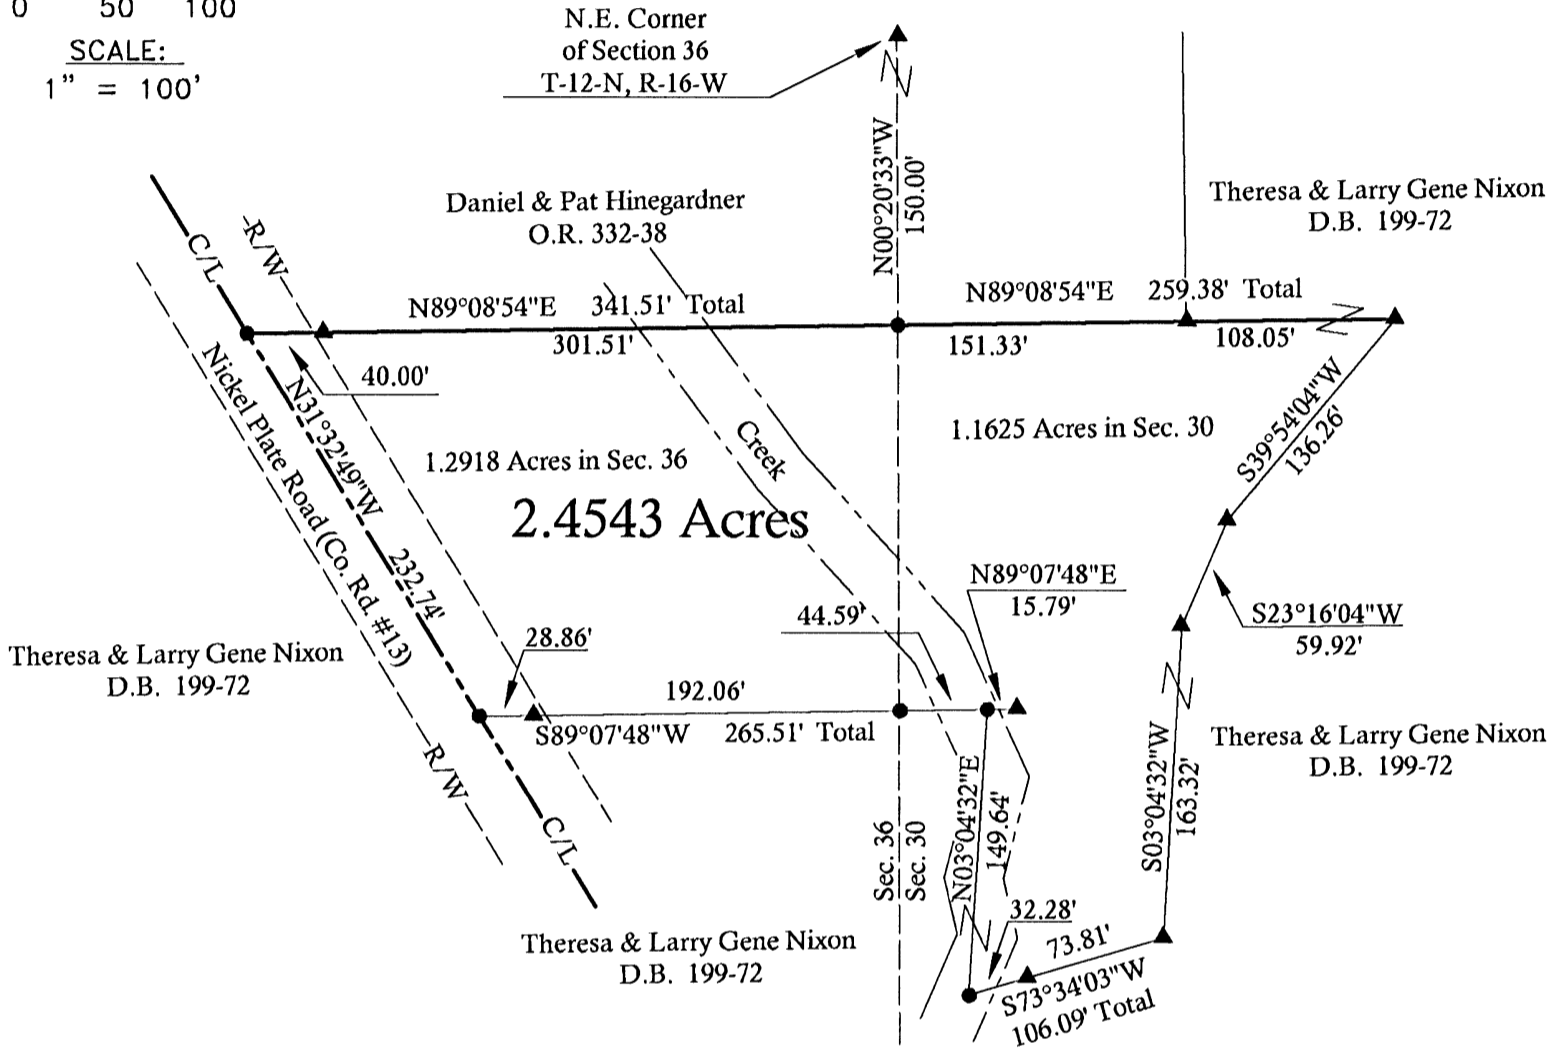 0 50 100
SCALE:
1" = 100'
N.E. Corner
of Section 36
T-12-N, R-16-W
N00°20'33"W
150.00'
Daniel & Pat Hinegardner
O.R. 332-38
Theresa & Larry Gene Nixon
D.B. 199-72
C/L
R/W
N89°08'54"E 341.51' Total
301.51'
N89°08'54"E 259.38' Total
151.33'
108.05'
40.00'
N31°32'49"W
232.74'
Nickel Plate Road (Co. Rd. #13)
Creek
1.2918 Acres in Sec. 36
1.1625 Acres in Sec. 30
2.4543 Acres
S39°54'04"W
136.26'
N89°07'48"E
15.79'
44.59'
S23°16'04"W
59.92'
28.86'
Theresa & Larry Gene Nixon
D.B. 199-72
192.06'
S89°07'48"W 265.51' Total
R/W
C/L
Theresa & Larry Gene Nixon
D.B. 199-72
S03°04'32"W
163.32'
N03°04'32"E
149.64'
Sec. 36
Sec. 30
32.28'
73.81'
S73°34'03"W
106.09' Total
Theresa & Larry Gene Nixon
D.B. 199-72